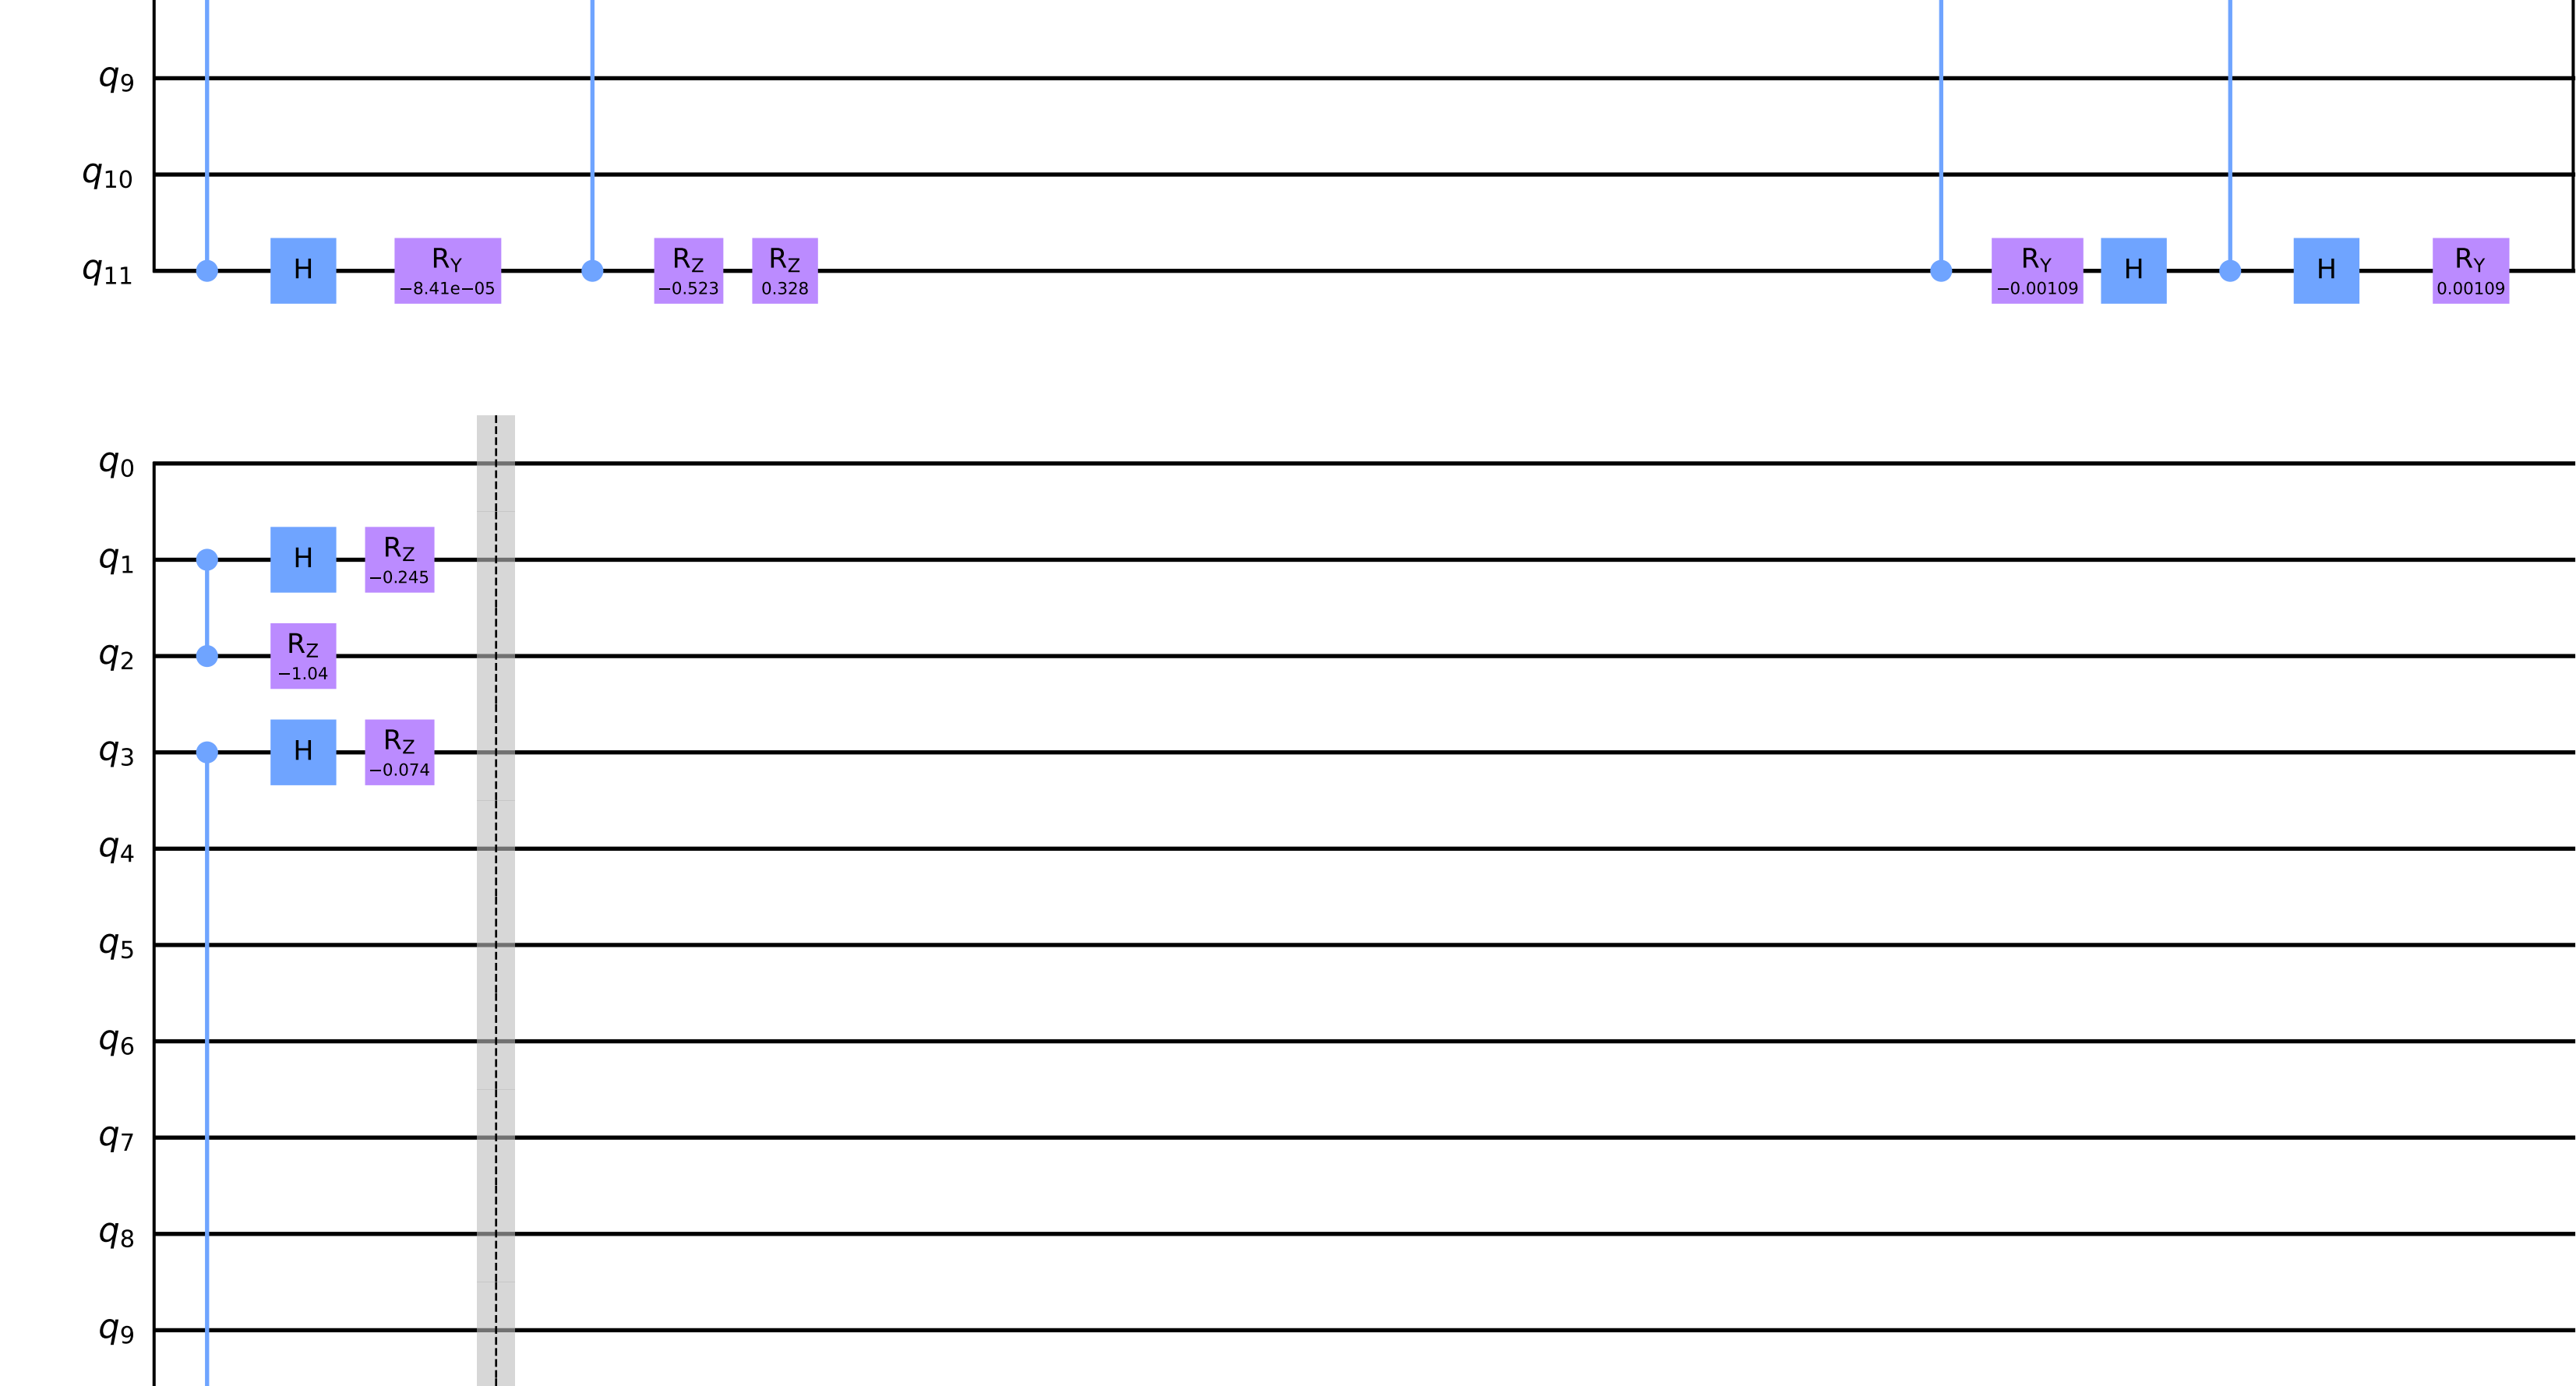 q9
q10
q11 H RY −8.41e−05 RZ −0.523 RZ 0.328 RY −0.00109 H H RY 0.00109
q0
q1 H RZ −0.245
q2 RZ −1.04
q3 H RZ −0.074
q4
q5
q6
q7
q8
q9